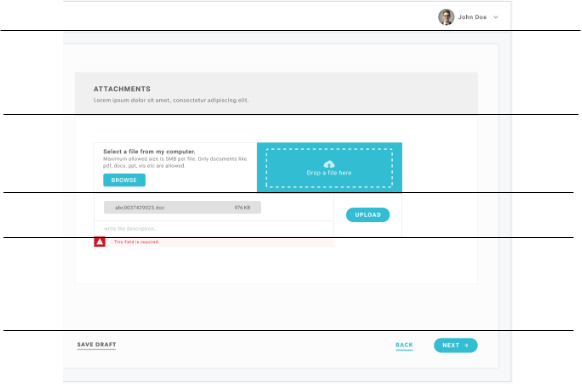 John Doe
ATTACHMENTS
Lorem ipsum dolor sit amet, consectetur adipiscing elit.
Select a file from my computer.
Maximum allowed size is 5MB per file. Only documents like
pdf, docx, ppt, xls etc are allowed.
BROWSE
Drop a file here
abc0037429023.doc 976 KB
UPLOAD
write the description.
This field is required.
SAVE DRAFT
BACK
NEXT →